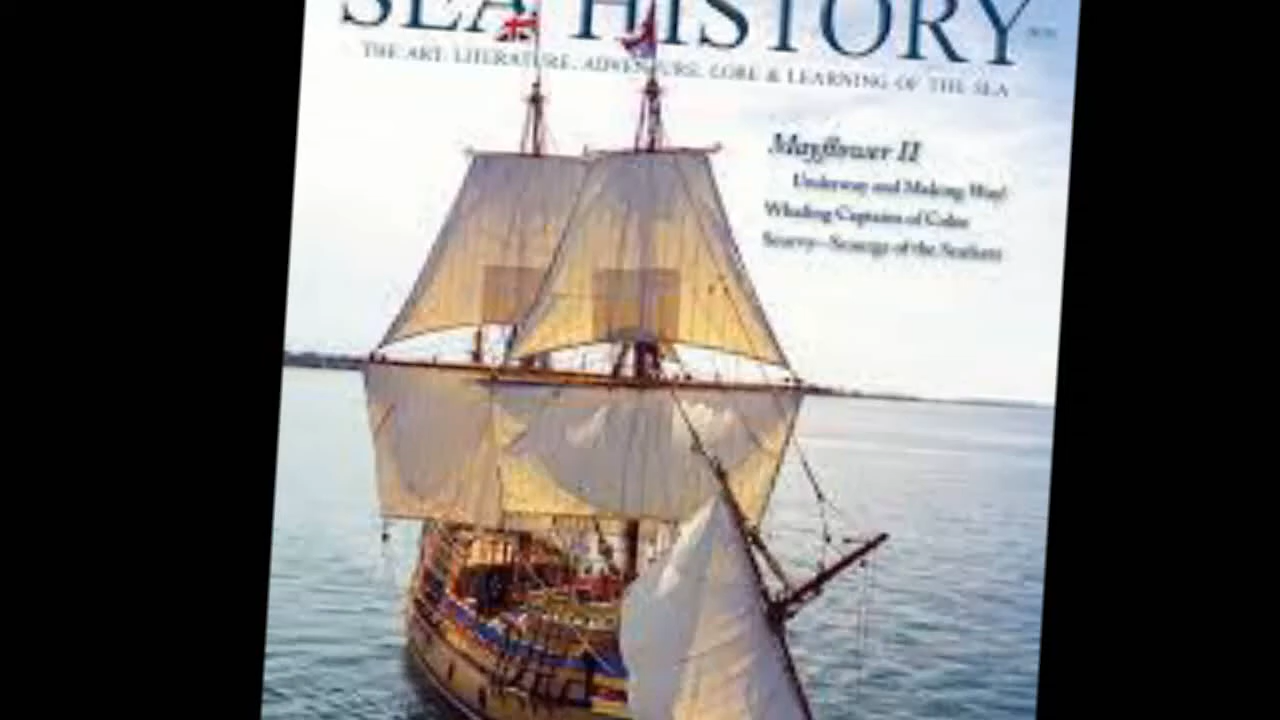 SEA HISTORY
THE ART, LITERATURE, ADVENTURE, LORE & LEARNING OF THE SEA
Mayflower II
Underway and Making Way!
Whaling Captains of Color
Scurvy—Scourge of the Seafarer